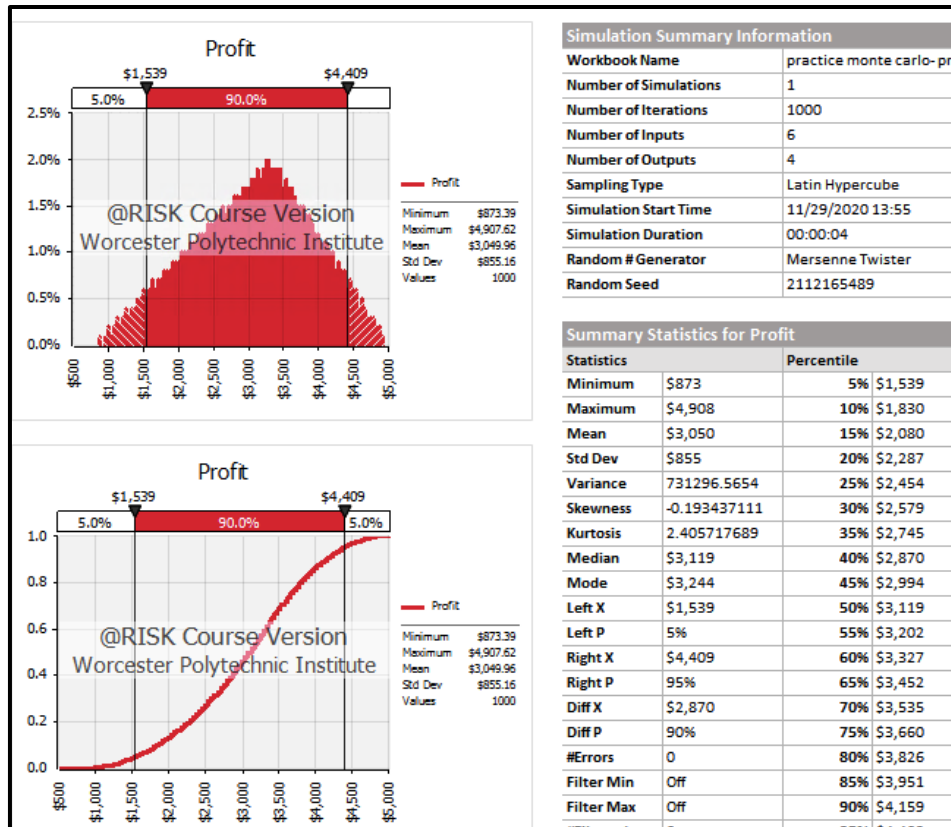 Profit
$1,539 $4,409
5.0% 90.0%
2.5%
2.0%
1.5%
1.0%
0.5%
0.0%
@RISK Course Version
Worcester Polytechnic Institute
$500 $1,000 $1,500 $2,000 $2,500 $3,000 $3,500 $4,000 $4,500 $5,000
Profit
Minimum $873.39
Maximum $4,907.62
Mean $3,049.96
Std Dev $855.16
Values 1000
Profit
$1,539 $4,409
5.0% 90.0% 5.0%
1.0
0.8
0.6
0.4
0.2
0.0
@RISK Course Version
Worcester Polytechnic Institute
$500 $1,000 $1,500 $2,000 $2,500 $3,000 $3,500 $4,000 $4,500 $5,000
Profit
Minimum $873.39
Maximum $4,907.62
Mean $3,049.96
Std Dev $855.16
Values 1000
Simulation Summary Information
Workbook Name practice monte carlo- pr
Number of Simulations 1
Number of Iterations 1000
Number of Inputs 6
Number of Outputs 4
Sampling Type Latin Hypercube
Simulation Start Time 11/29/2020 13:55
Simulation Duration 00:00:04
Random # Generator Mersenne Twister
Random Seed 2112165489
Summary Statistics for Profit
Statistics Percentile
Minimum $873 5% $1,539
Maximum $4,908 10% $1,830
Mean $3,050 15% $2,080
Std Dev $855 20% $2,287
Variance 731296.5654 25% $2,454
Skewness -0.193437111 30% $2,579
Kurtosis 2.405717689 35% $2,745
Median $3,119 40% $2,870
Mode $3,244 45% $2,994
Left X $1,539 50% $3,119
Left P 5% 55% $3,202
Right X $4,409 60% $3,327
Right P 95% 65% $3,452
Diff X $2,870 70% $3,535
Diff P 90% 75% $3,660
#Errors 0 80% $3,826
Filter Min Off 85% $3,951
Filter Max Off 90% $4,159